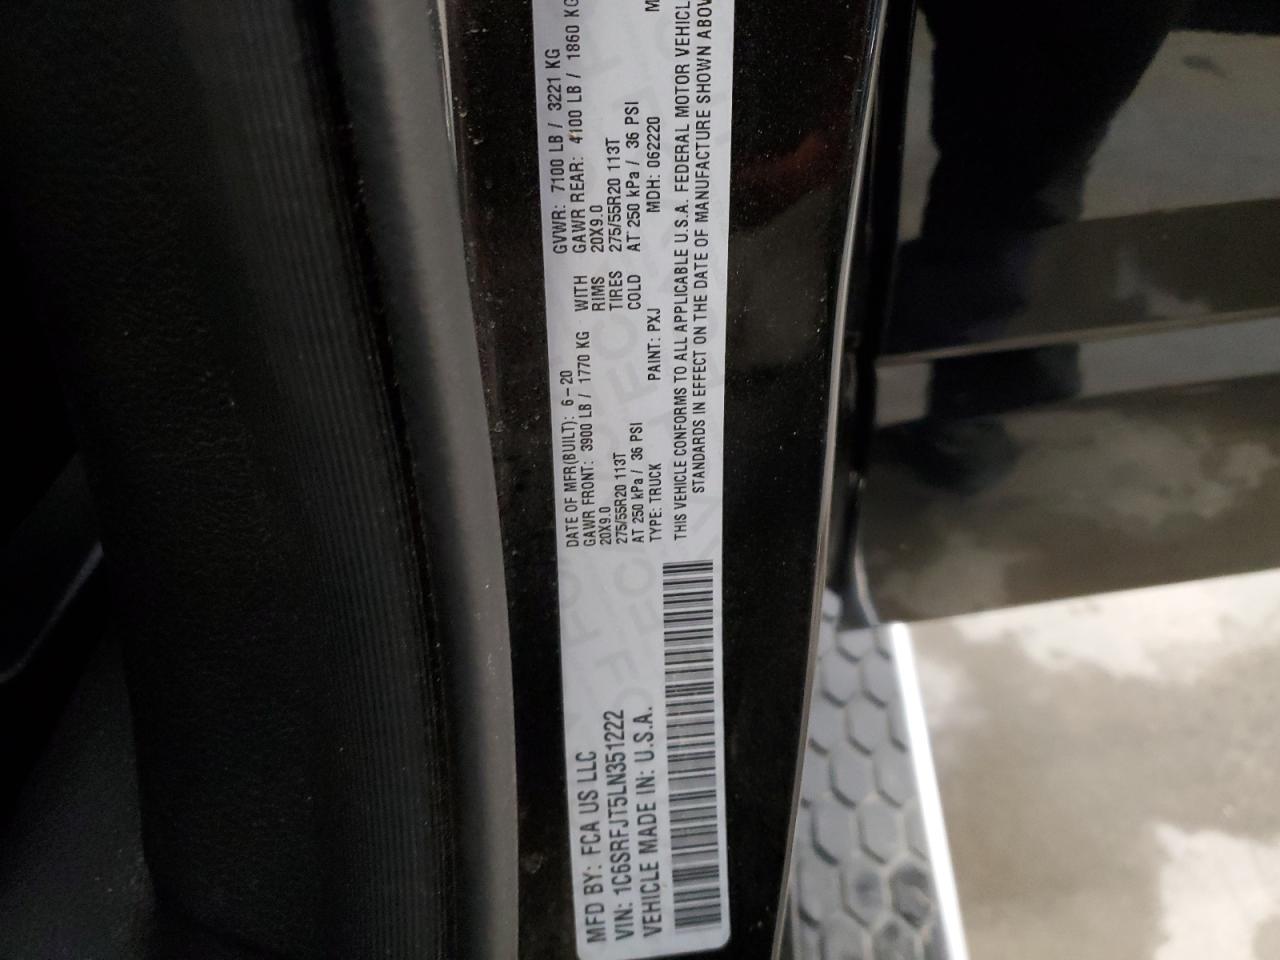 MFD BY: FCA US LLC
VIN: 1C6SRFJT5LN351222
VEHICLE MADE IN: U.S.A.
DATE OF MFR(BUILT): 6-20 GVWR: 7100 LB / 3221 KG
GAWR FRONT: 3900 LB / 1770 KG WITH GAWR REAR: 4100 LB / 1860 KG
20X9.0 RIMS 20X9.0
275/55R20 113T TIRES 275/55R20 113T
AT 250 kPa / 36 PSI COLD AT 250 kPa / 36 PSI
TYPE: TRUCK PAINT: PXJ MDH: 062220
THIS VEHICLE CONFORMS TO ALL APPLICABLE U.S.A. FEDERAL MOTOR
STANDARDS IN EFFECT ON THE DATE OF MANUFACTURE SHOWN